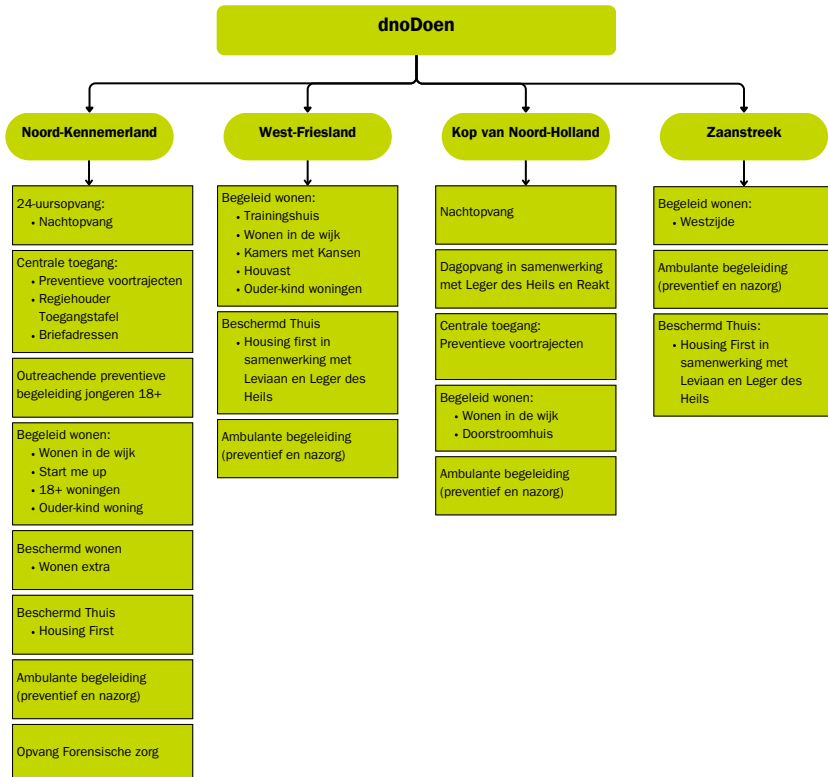 dnoDoen
Noord-Kennemerland
24-uursopvang:
• Nachtopvang
Centrale toegang:
• Preventieve voortrajecten
• Regiehouder
Toegangstafel
• Briefadressen
Outreachende preventieve
begeleiding jongeren 18+
Begeleid wonen:
• Wonen in de wijk
• Start me up
• 18+ woningen
• Ouder-kind woning
Beschermd wonen
• Wonen extra
Beschermd Thuis
• Housing First
Ambulante begeleiding
(preventief en nazorg)
Opvang Forensische zorg
West-Friesland
Begeleid wonen:
• Trainingshuis
• Wonen in de wijk
• Kamers met Kansen
• Houvast
• Ouder-kind woningen
Beschermd Thuis
• Housing first in
samenwerking met
Leviaan en Leger des
Heils
Ambulante begeleiding
(preventief en nazorg)
Kop van Noord-Holland
Nachtopvang
Dagopvang in samenwerking
met Leger des Heils en Reakt
Centrale toegang:
Preventieve voortrajecten
Begeleid wonen:
• Wonen in de wijk
• Doorstroomhuis
Ambulante begeleiding
(preventief en nazorg)
Zaanstreek
Begeleid wonen:
• Westzijde
Ambulante begeleiding
(preventief en nazorg)
Beschermd Thuis:
• Housing First in
samenwerking met
Leviaan en Leger des
Heils